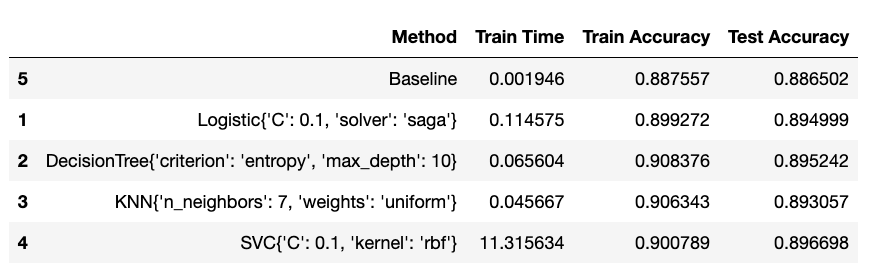 Method Train Time Train Accuracy Test Accuracy
5 Baseline 0.001946 0.887557 0.886502
1 Logistic{'C': 0.1, 'solver': 'saga'} 0.114575 0.899272 0.894999
2 DecisionTree{'criterion': 'entropy', 'max_depth': 10} 0.065604 0.908376 0.895242
3 KNN{'n_neighbors': 7, 'weights': 'uniform'} 0.045667 0.906343 0.893057
4 SVC{'C': 0.1, 'kernel': 'rbf'} 11.315634 0.900789 0.896698